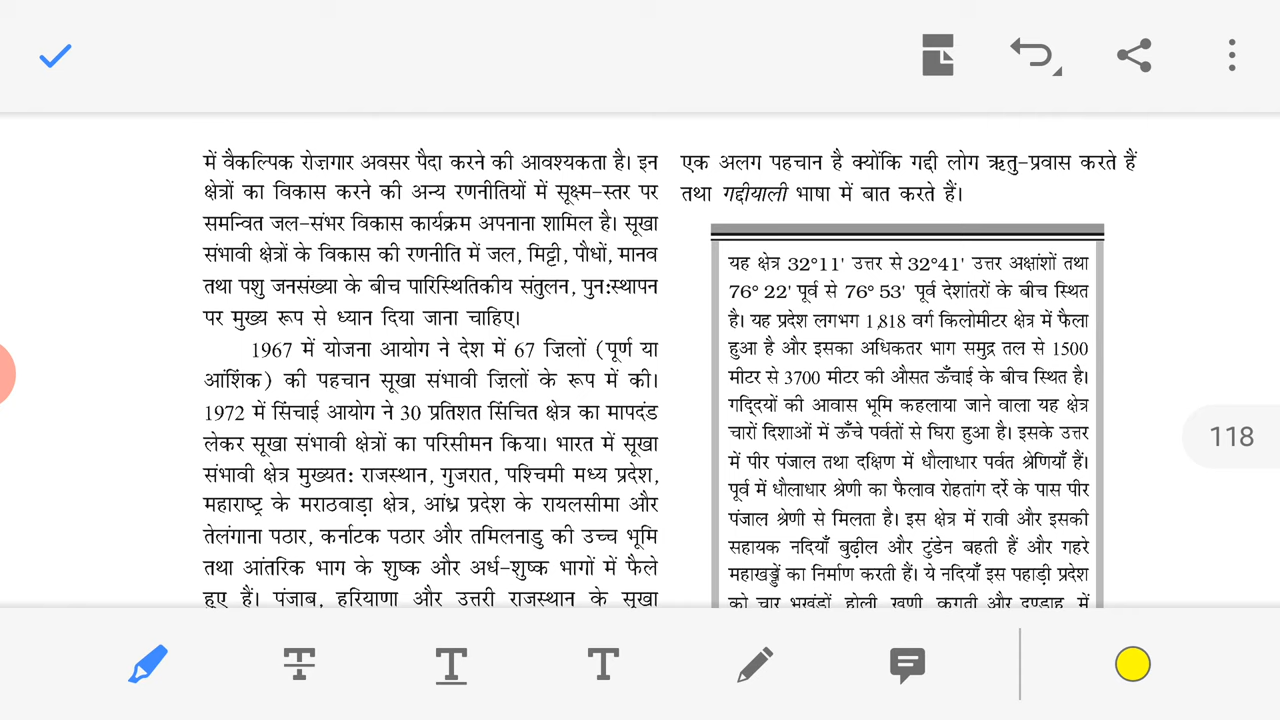 में वैकल्पिक रोज़गार अवसर पैदा करने की आवश्यकता है। इन
क्षेत्रों का विकास करने की अन्य रणनीतियों में सूक्ष्म-स्तर पर
समन्वित जल-संभर विकास कार्यक्रम अपनाना शामिल है। सूखा
संभावी क्षेत्रों के विकास की रणनीति में जल, मिट्टी, पौधों, मानव
तथा पशु जनसंख्या के बीच पारिस्थितिकीय संतुलन, पुन:स्थापन
पर मुख्य रूप से ध्यान दिया जाना चाहिए।
1967 में योजना आयोग ने देश में 67 ज़िलों (पूर्ण या
आंशिक) की पहचान सूखा संभावी ज़िलों के रूप में की।
1972 में सिंचाई आयोग ने 30 प्रतिशत सिंचित क्षेत्र का मापदंड
लेकर सूखा संभावी क्षेत्रों का परिसीमन किया। भारत में सूखा
संभावी क्षेत्र मुख्यत: राजस्थान, गुजरात, पश्चिमी मध्य प्रदेश,
महाराष्ट्र के मराठवाड़ा क्षेत्र, आंध्र प्रदेश के रायलसीमा और
तेलंगाना पठार, कर्नाटक पठार और तमिलनाडु की उच्च भूमि
तथा आंतरिक भाग के शुष्क और अर्ध-शुष्क भागों में फैले
हुए हैं। पंजाब, हरियाणा और उत्तरी राजस्थान के सूखा
एक अलग पहचान है क्योंकि गद्दी लोग ऋतु-प्रवास करते हैं
तथा गद्दीयाली भाषा में बात करते हैं।
यह क्षेत्र 32°11' उत्तर से 32°41' उत्तर अक्षांशों तथा
76° 22' पूर्व से 76° 53' पूर्व देशांतरों के बीच स्थित
है। यह प्रदेश लगभग 1,818 वर्ग किलोमीटर क्षेत्र में फैला
हुआ है और इसका अधिकतर भाग समुद्र तल से 1500
मीटर से 3700 मीटर की औसत ऊँचाई के बीच स्थित है।
गद्दियों की आवास भूमि कहलाया जाने वाला यह क्षेत्र
चारों दिशाओं में ऊँचे पर्वतों से घिरा हुआ है। इसके उत्तर
में पीर पंजाल तथा दक्षिण में धौलाधार पर्वत श्रेणियाँ हैं।
पूर्व में धौलाधार श्रेणी का फैलाव रोहतांग दर्रे के पास पीर
पंजाल श्रेणी से मिलता है। इस क्षेत्र में रावी और इसकी
सहायक नदियाँ बुढ़ील और टुंडेन बहती हैं और गहरे
महाखड्डों का निर्माण करती हैं। ये नदियाँ इस पहाड़ी प्रदेश
को चार भूखंडों, होली, खणी, कुगती और दुण्डाह में
118